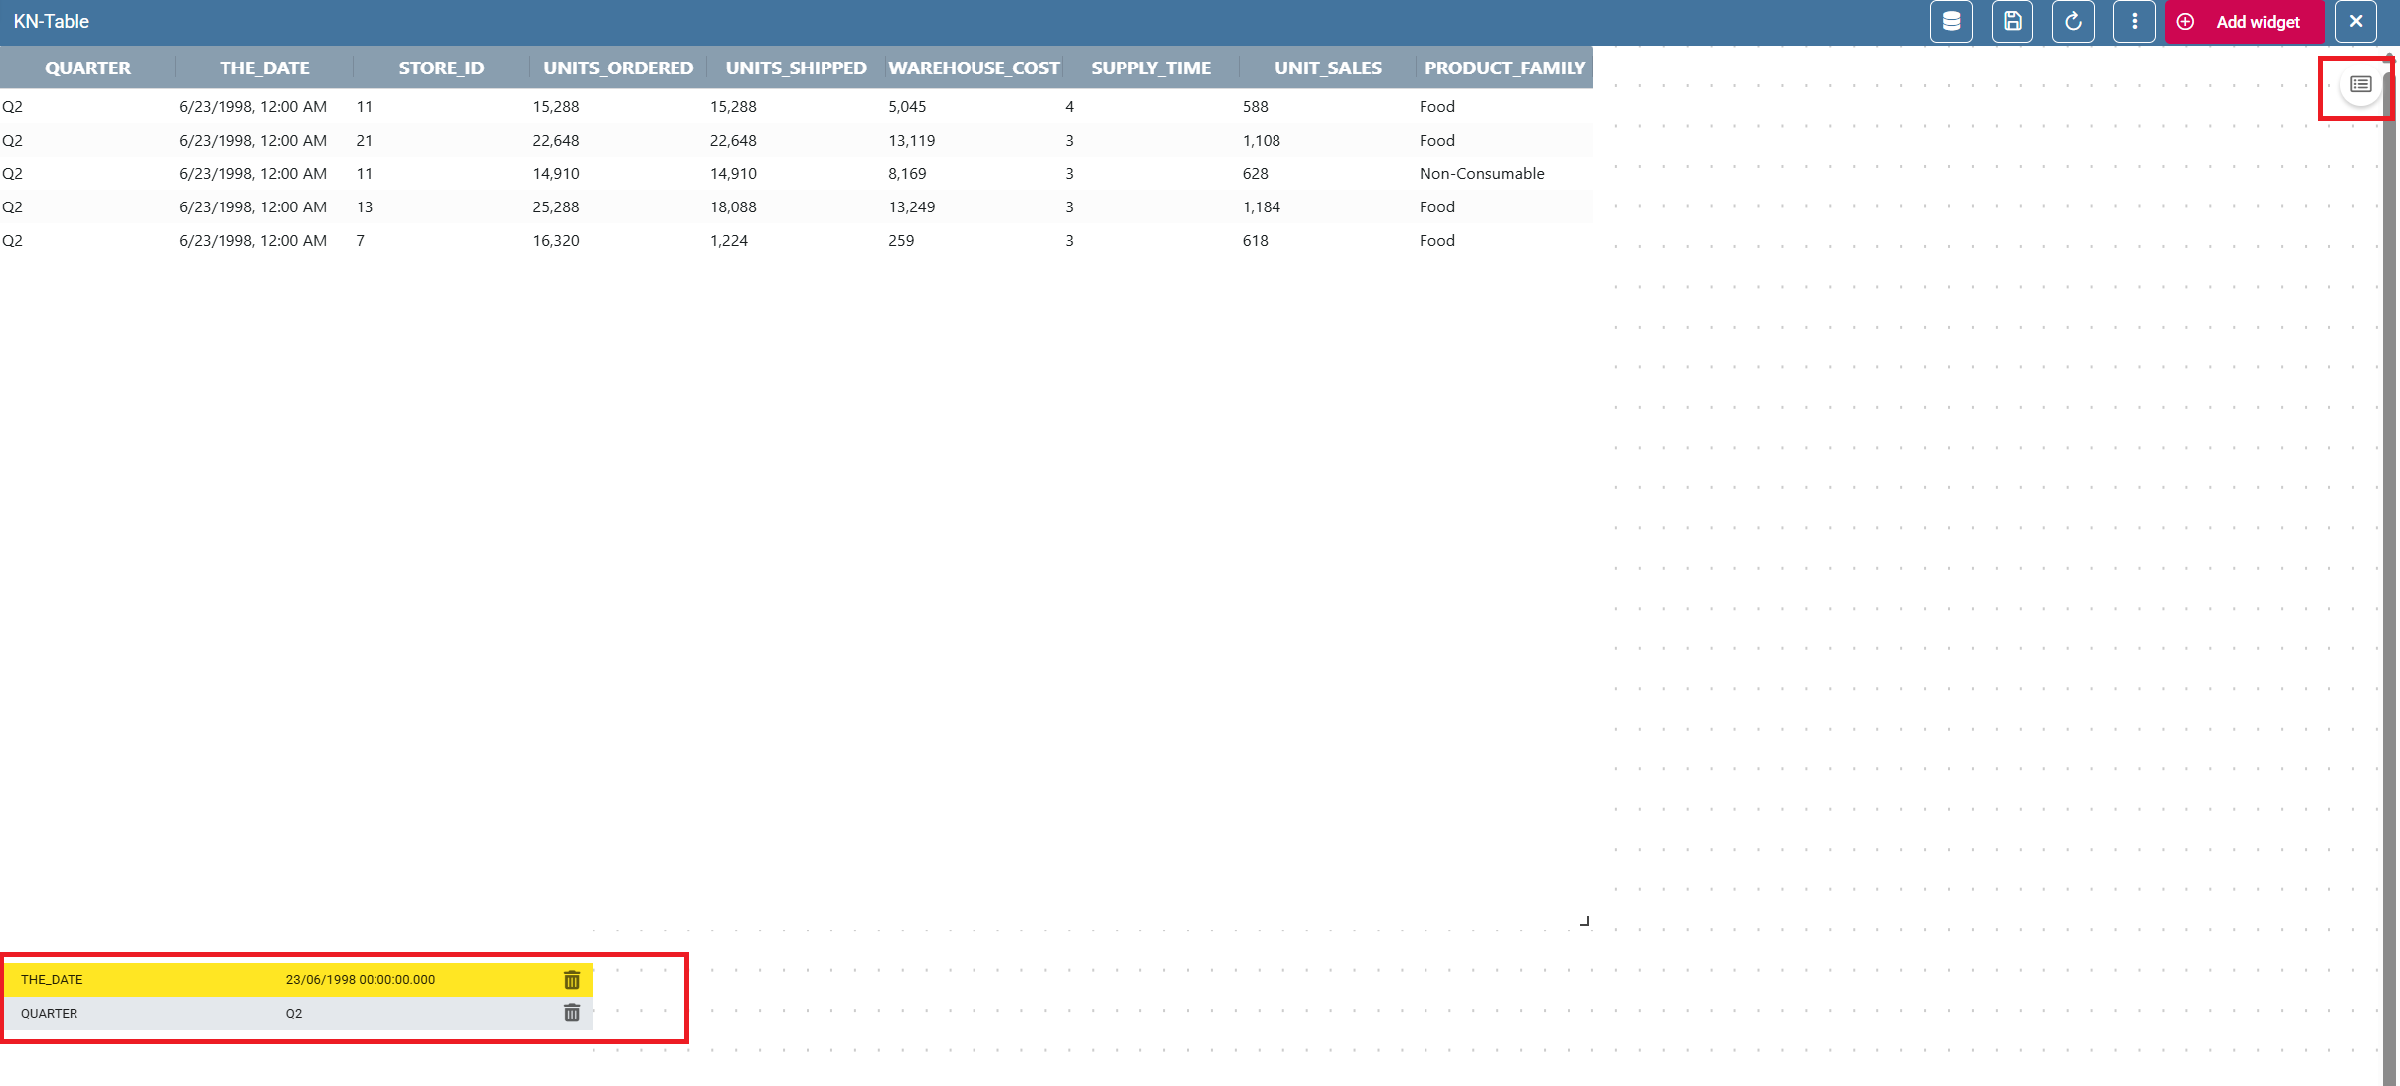 KN-Table
Add widget
QUARTER THE_DATE STORE_ID UNITS_ORDERED UNITS_SHIPPED WAREHOUSE_COST SUPPLY_TIME UNIT_SALES PRODUCT_FAMILY
Q2 6/23/1998, 12:00 AM 11 15,288 15,288 5,045 4 588 Food
Q2 6/23/1998, 12:00 AM 21 22,648 22,648 13,119 3 1,108 Food
Q2 6/23/1998, 12:00 AM 11 14,910 14,910 8,169 3 628 Non-Consumable
Q2 6/23/1998, 12:00 AM 13 25,288 18,088 13,249 3 1,184 Food
Q2 6/23/1998, 12:00 AM 7 16,320 1,224 259 3 618 Food
THE_DATE 23/06/1998 00:00:00.000
QUARTER Q2